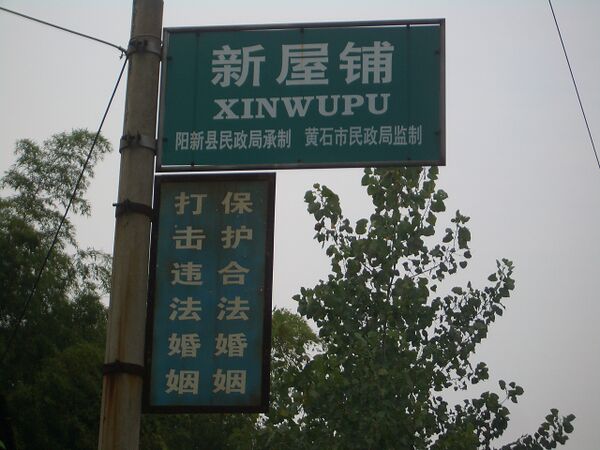 新屋铺
XINWUPU
阳新县民政局承制 黄石市民政局监制
保护合法婚姻
打击违法婚姻